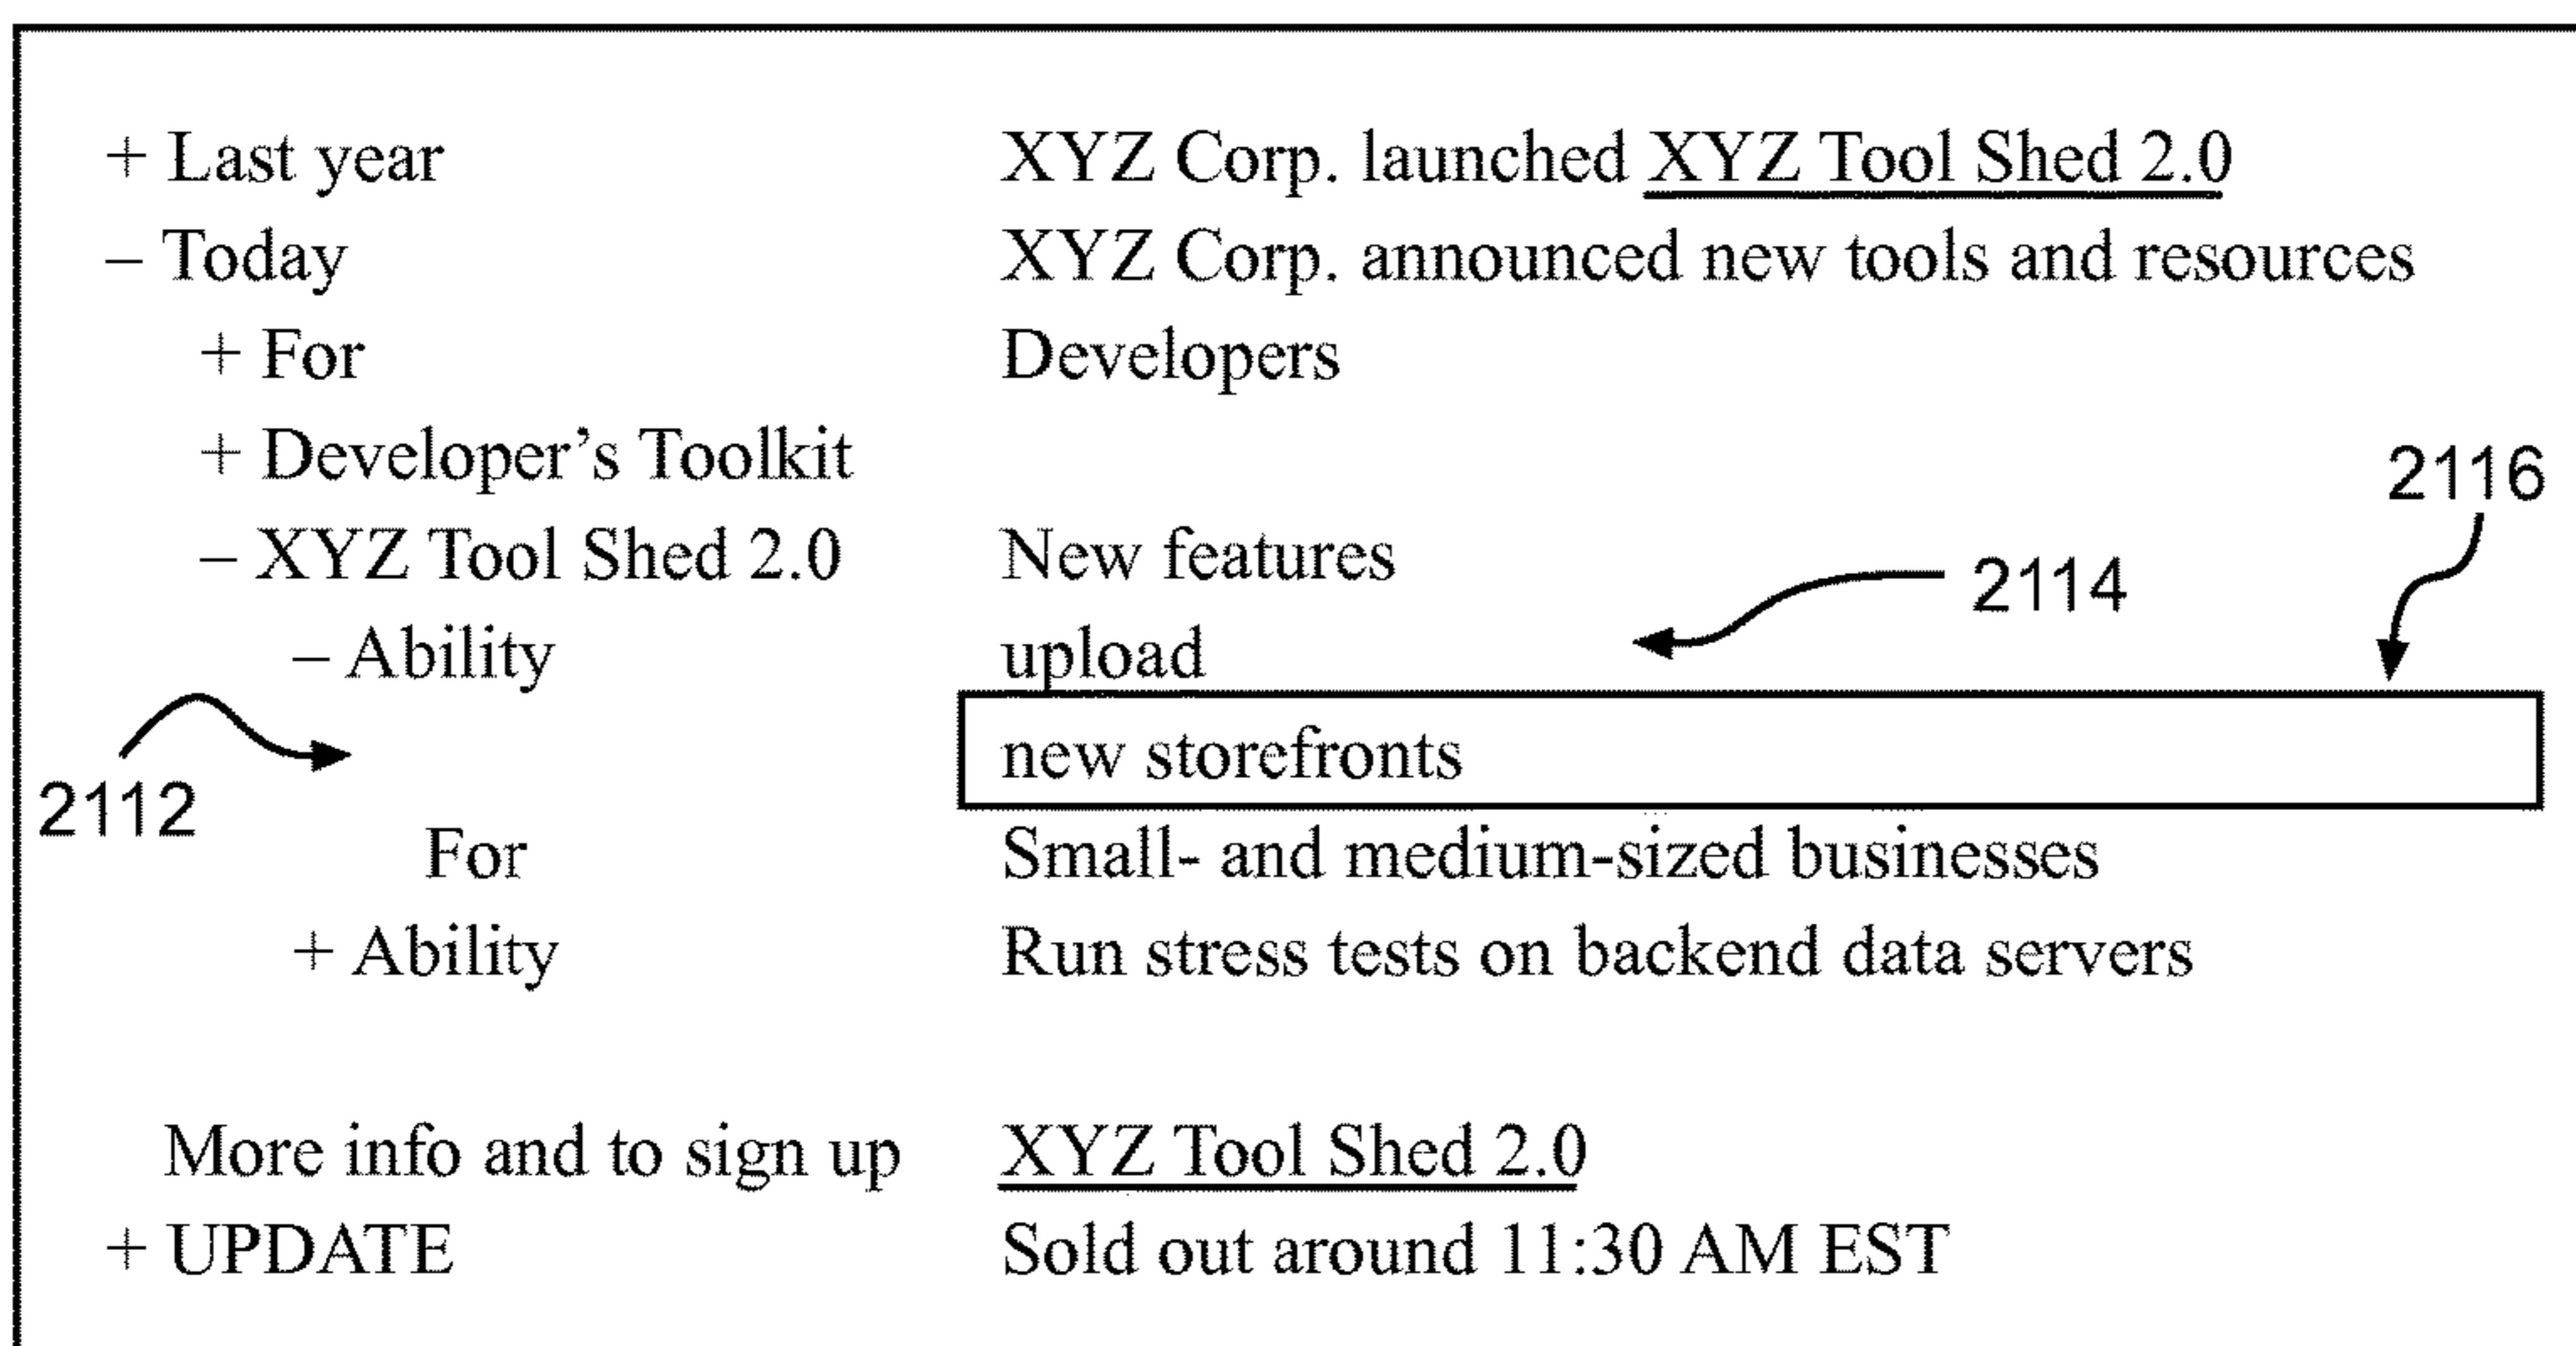 + Last year XYZ Corp. launched XYZ Tool Shed 2.0
– Today XYZ Corp. announced new tools and resources
+ For Developers
+ Developer’s Toolkit
2116
– XYZ Tool Shed 2.0 New features
2114
– Ability upload
new storefronts
2112
For Small- and medium-sized businesses
+ Ability Run stress tests on backend data servers
More info and to sign up XYZ Tool Shed 2.0
+ UPDATE Sold out around 11:30 AM EST